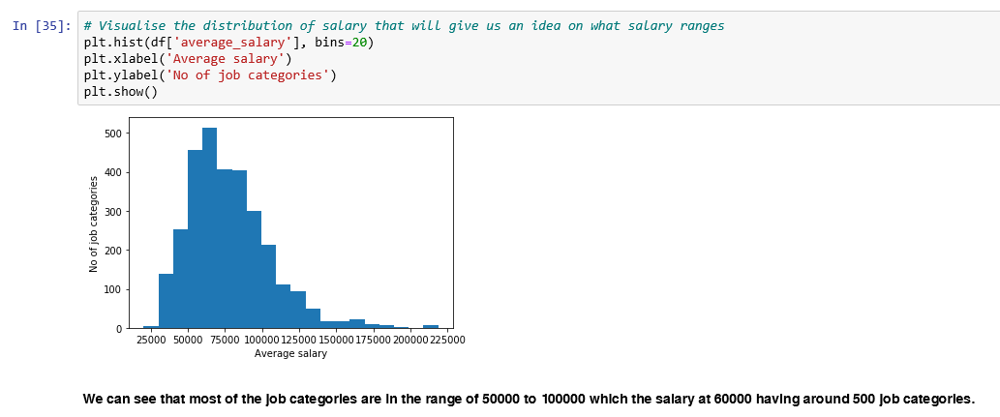 In [35]: # Visualise the distribution of salary that will give us an idea on what salary ranges
plt.hist(df['average_salary'], bins=20)
plt.xlabel('Average salary')
plt.ylabel('No of job categories')
plt.show()
500
400
300
200
100
0
No of job categories
25000 50000 75000 100000 125000 150000 175000 200000 225000
Average salary
We can see that most of the job categories are in the range of 50000 to 100000 which the salary at 60000 having around 500 job categories.